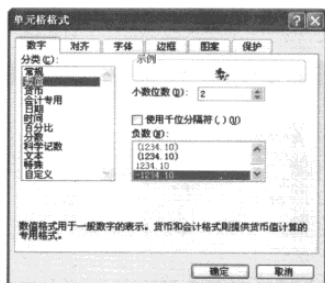 单元格格式
数字 对齐 字体 边框 图案 保护
分类(C):
常规
数值
货币
会计专用
日期
时间
百分比
分数
科学记数
文本
特殊
自定义
示例
小数位数(D): 2
使用千位分隔符(,)(U)
负数(N):
(1234.10)
(1234.10)
1234.10
-1234.10
数值格式用于一般数字的表示。货币和会计格式则提供货币值计算的
专用格式。
确定 取消